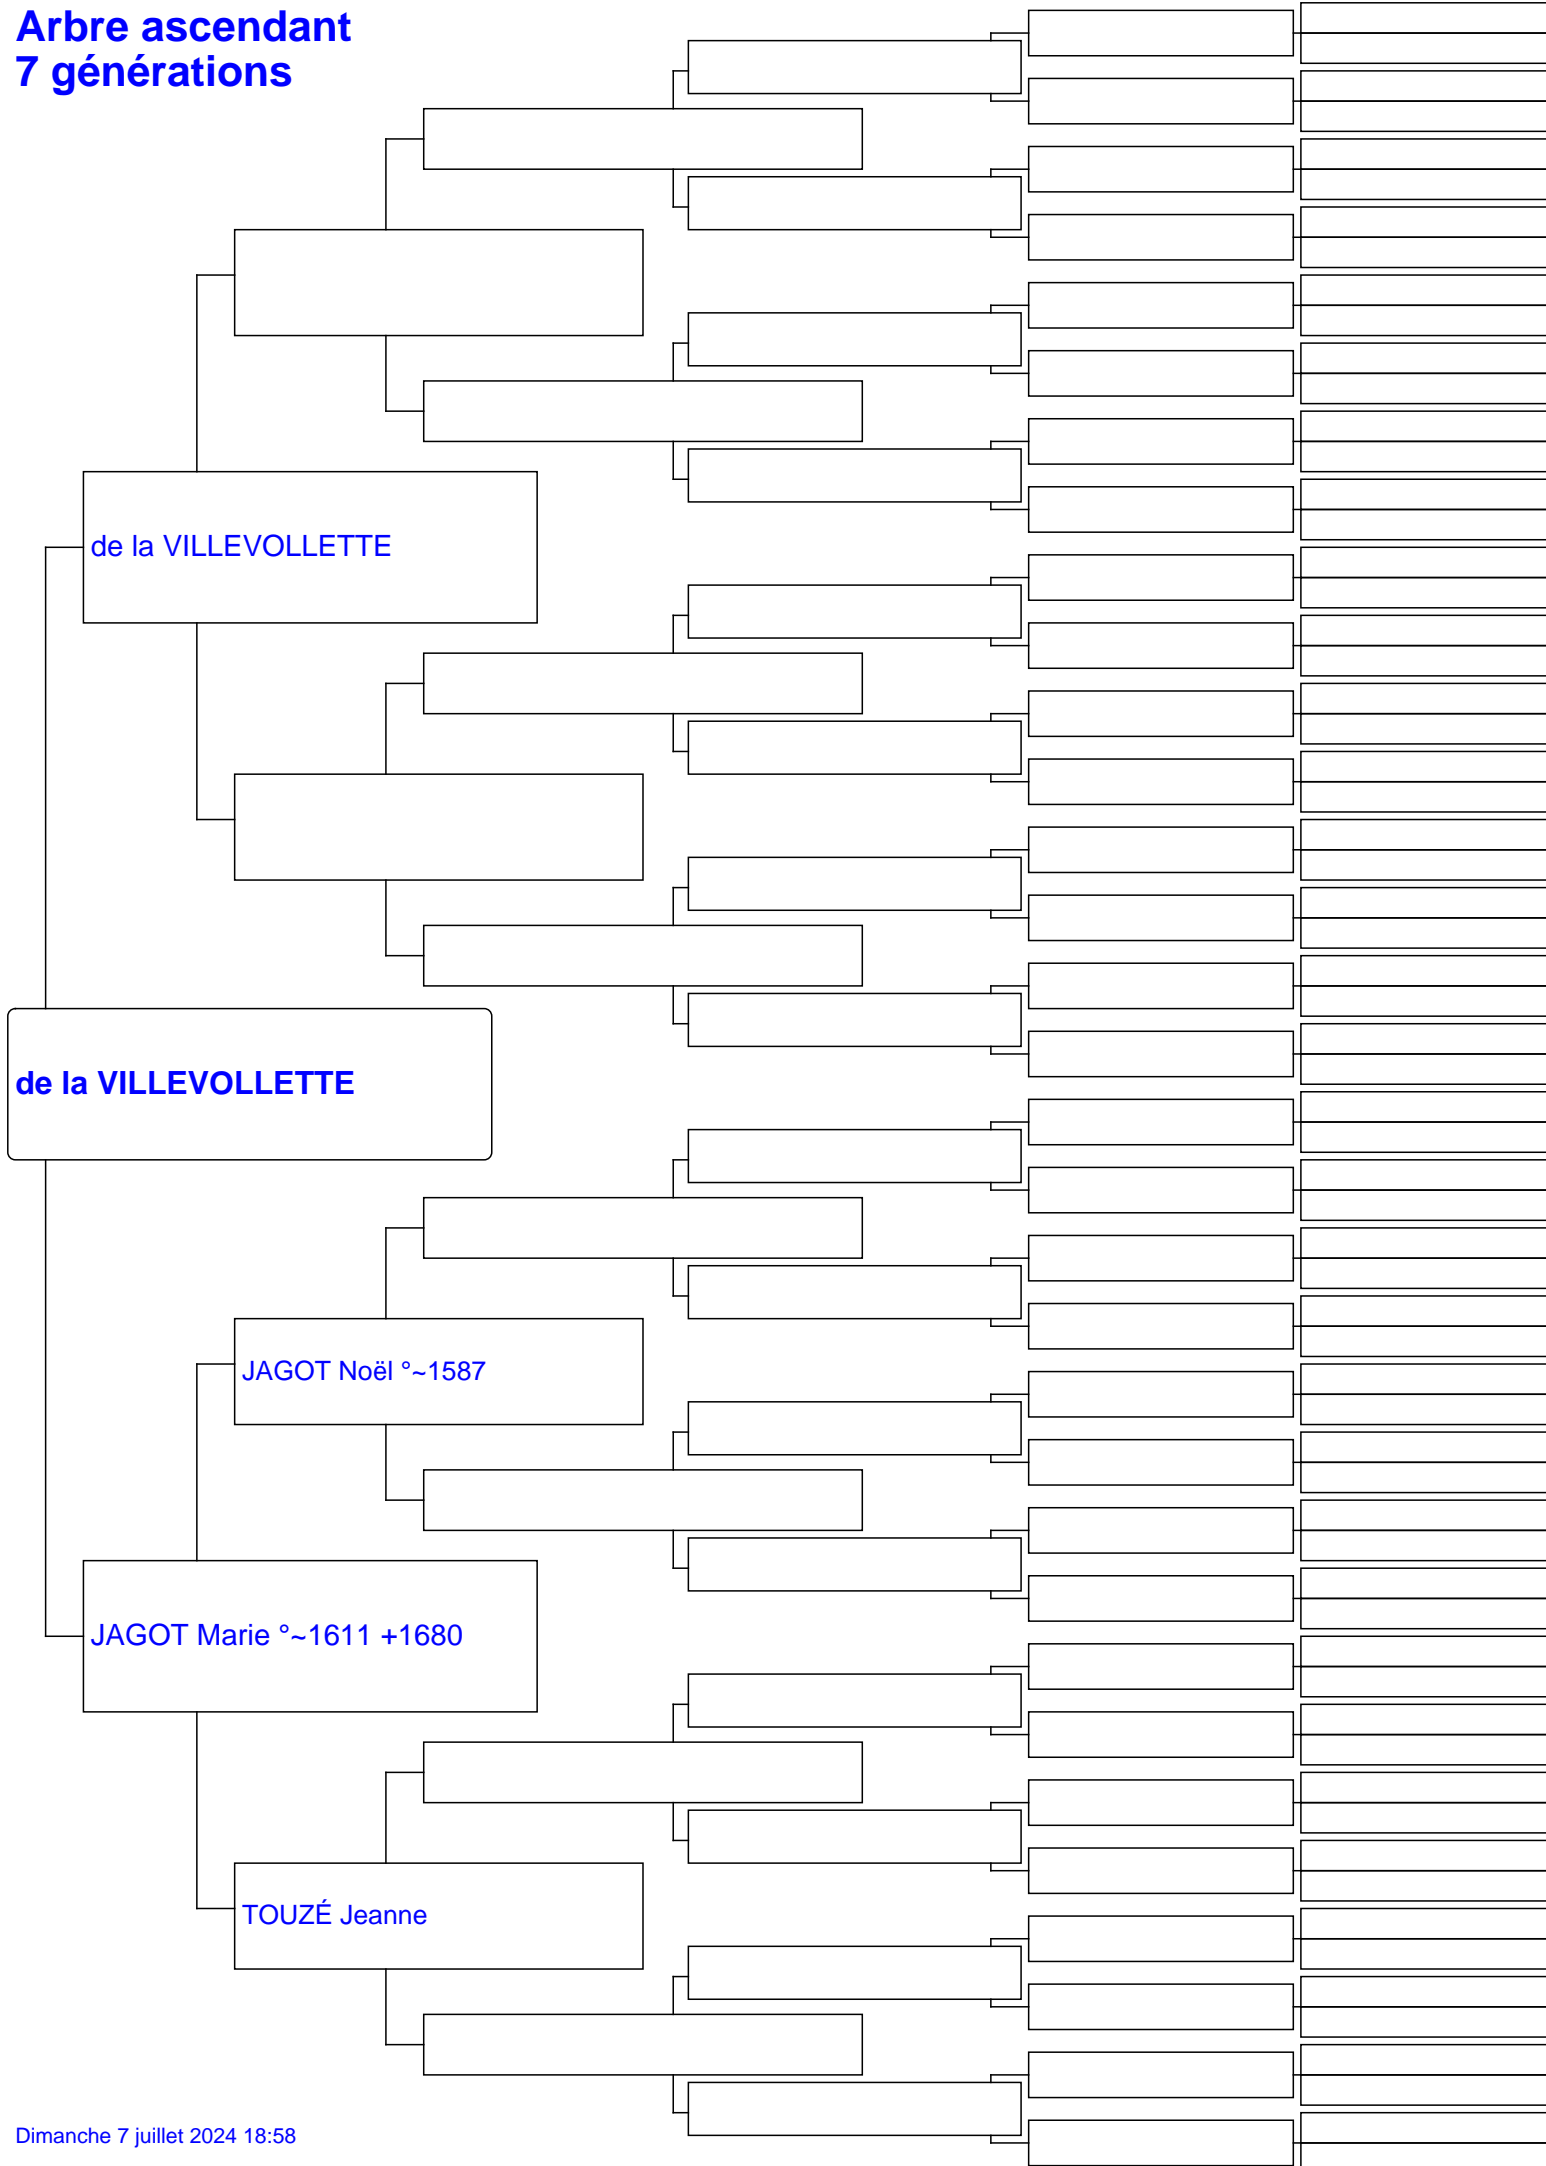 Arbre ascendant
7 générations
de la VILLEVOLLETTE
de la VILLEVOLLETTE
JAGOT Noël °~1587
JAGOT Marie °~1611 +1680
TOUZÉ Jeanne
Dimanche 7 juillet 2024 18:58